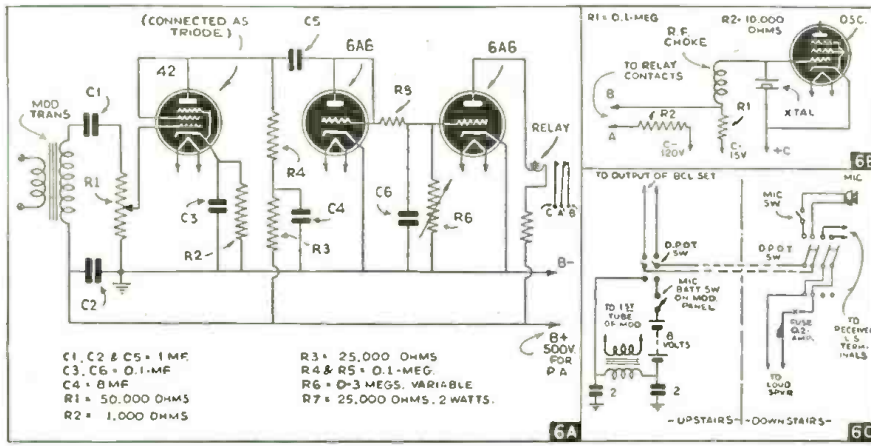 (CONNECTED AS
TRIODE)
C5
42
6A6
6A6
MOD
TRANS
C1
R5
RELAY
R1
R4
C3
R2
C4
R3
C6
R6
C A B
C2
B-
B+
500V.
FOR
P A
C1, C2 & C5 = 1 MF.
C3, C6 = 0.1-MF
C4 = 8 MF
R1 = 50,000 OHMS
R2 = 1,000 OHMS
R3 = 25,000 OHMS
R4 & R5 = 0.1-MEG.
R6 = 0-3 MEGS. VARIABLE
R7 = 25,000 OHMS, 2 WATTS.
6A
R1 = 0.1-MEG
R2 = 10,000
OHMS
OSC.
R.F.
CHOKE
TO RELAY
CONTACTS
B
R2
R1
XTAL
A
C-
120V
C-
15V
+C
6B
TO OUTPUT OF BCL SET
MIC
MIC
SW
D.P.D.T.
SW
D.P.D.T.
SW
MIC
BATT SW
ON MOD.
PANEL
TO 1ST
TUBE
OF MOD
8
VOLTS
FUSE
0.2-
AMP.
TO
RECEIVER
L.S.
TERM-
INALS
2
2
TO
LOUD
SPKR
-UPSTAIRS-
-DOWNSTAIRS-
6C